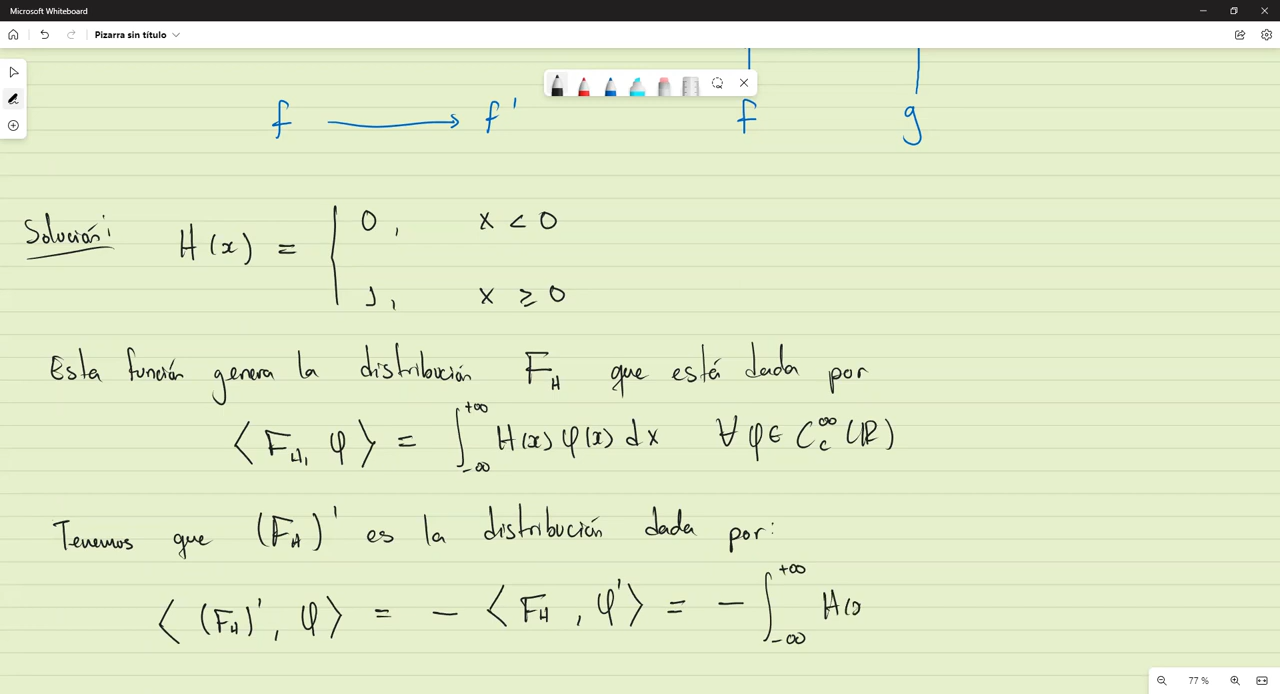 Microsoft Whiteboard
Pizarra sin título
f ⟶ f' F g
Solución: H(x) = { 0, x < 0
1, x ≥ 0
Esta función genera la distribución F_H que está dada por
⟨F_H, φ⟩ = ∫_{-∞}^{+∞} H(x) φ(x) dx ∀ φ ∈ C_c^∞(ℝ)
Tenemos que (F_H)' es la distribución dada por:
⟨(F_H)', φ⟩ = - ⟨F_H, φ'⟩ = - ∫_{-∞}^{+∞} H(x
77 %